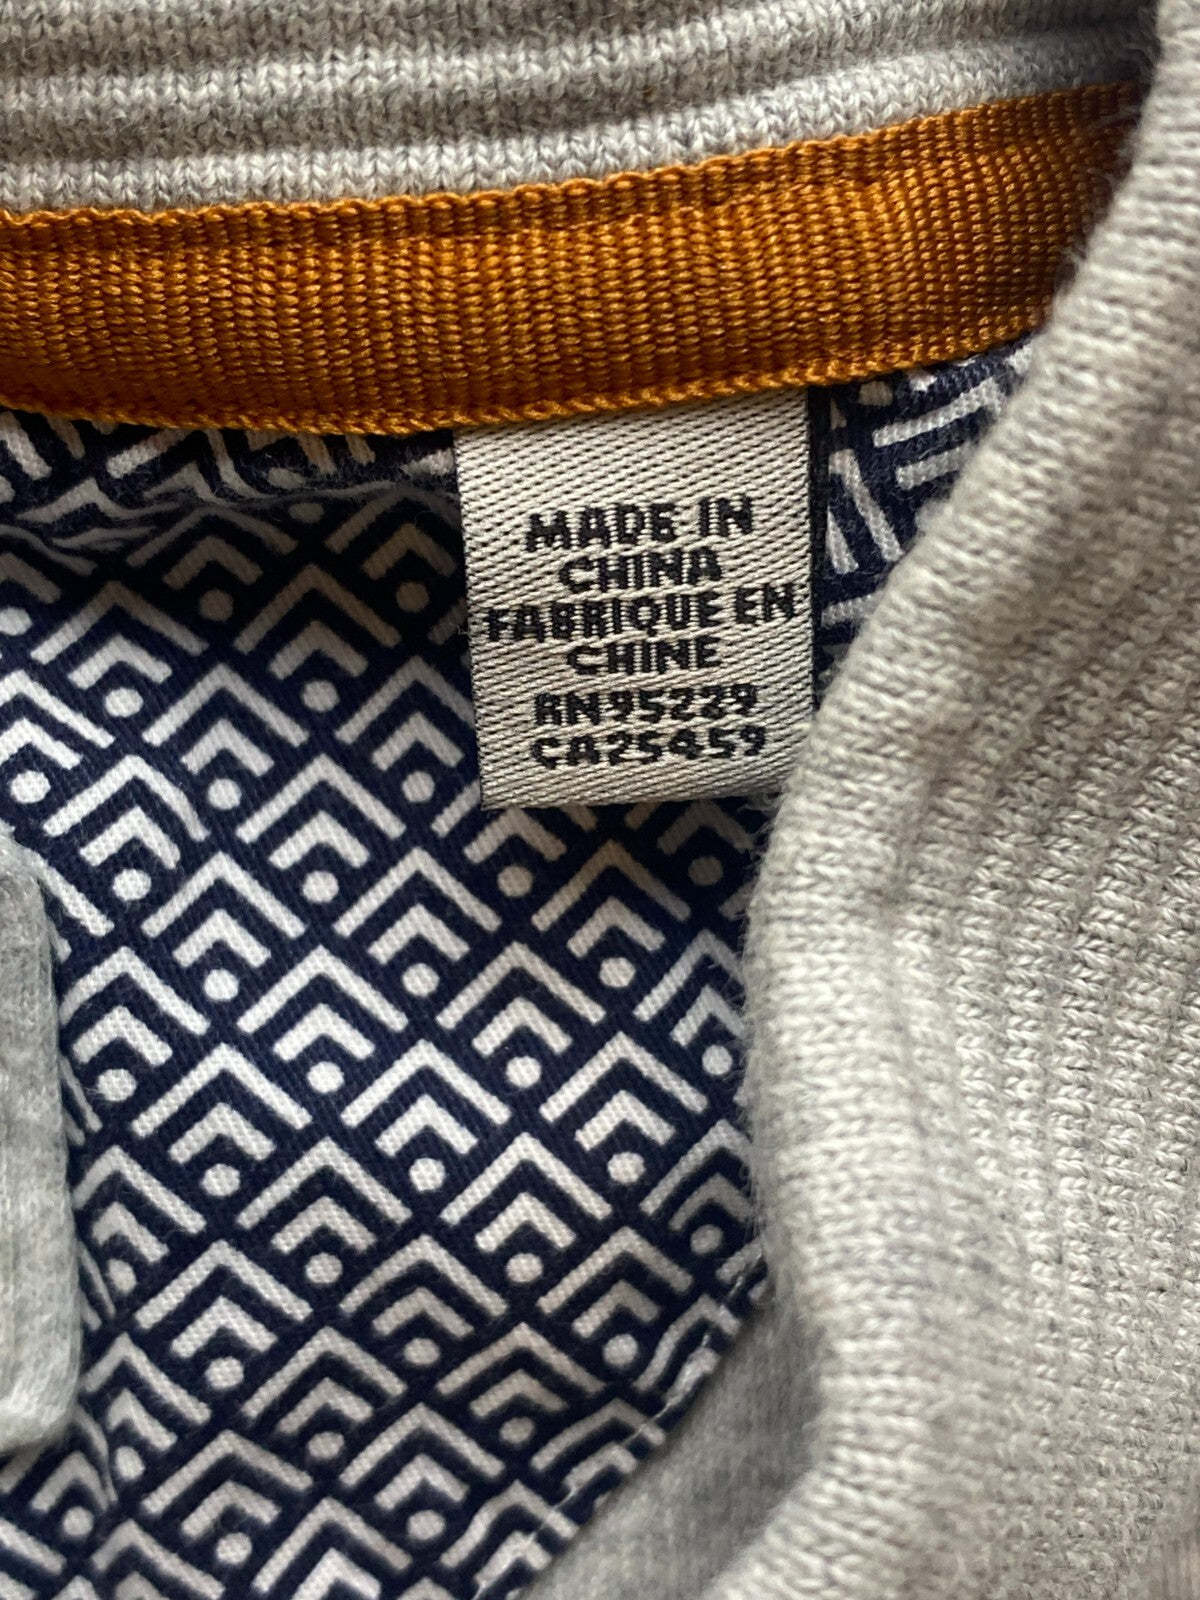 MADE IN
CHINA
FABRIQUE EN
CHINE
RN95229
CA25459